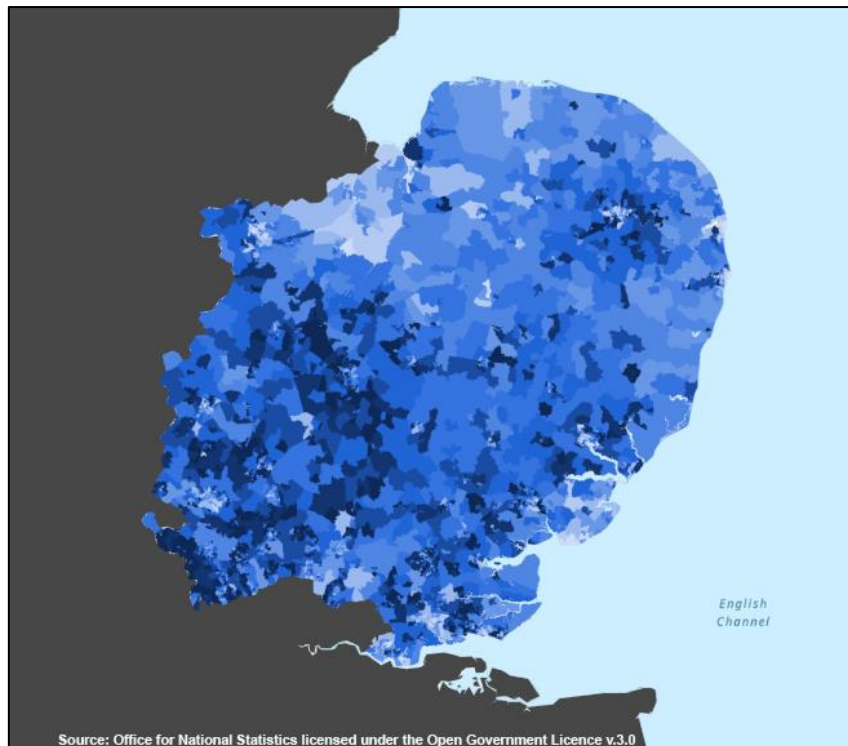 English
Channel
Source: Office for National Statistics licensed under the Open Government Licence v.3.0